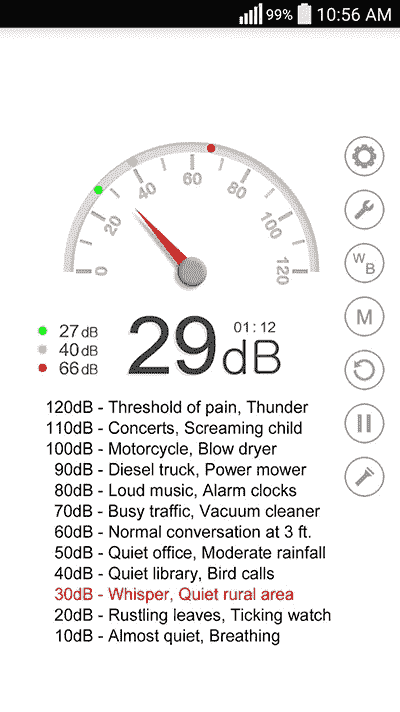 99% 10:56 AM
0 20 40 60 80 100 120
W B
M
27dB
40dB
66dB
29dB
01:12
120dB - Threshold of pain, Thunder
110dB - Concerts, Screaming child
100dB - Motorcycle, Blow dryer
90dB - Diesel truck, Power mower
80dB - Loud music, Alarm clocks
70dB - Busy traffic, Vacuum cleaner
60dB - Normal conversation at 3 ft.
50dB - Quiet office, Moderate rainfall
40dB - Quiet library, Bird calls
30dB - Whisper, Quiet rural area
20dB - Rustling leaves, Ticking watch
10dB - Almost quiet, Breathing